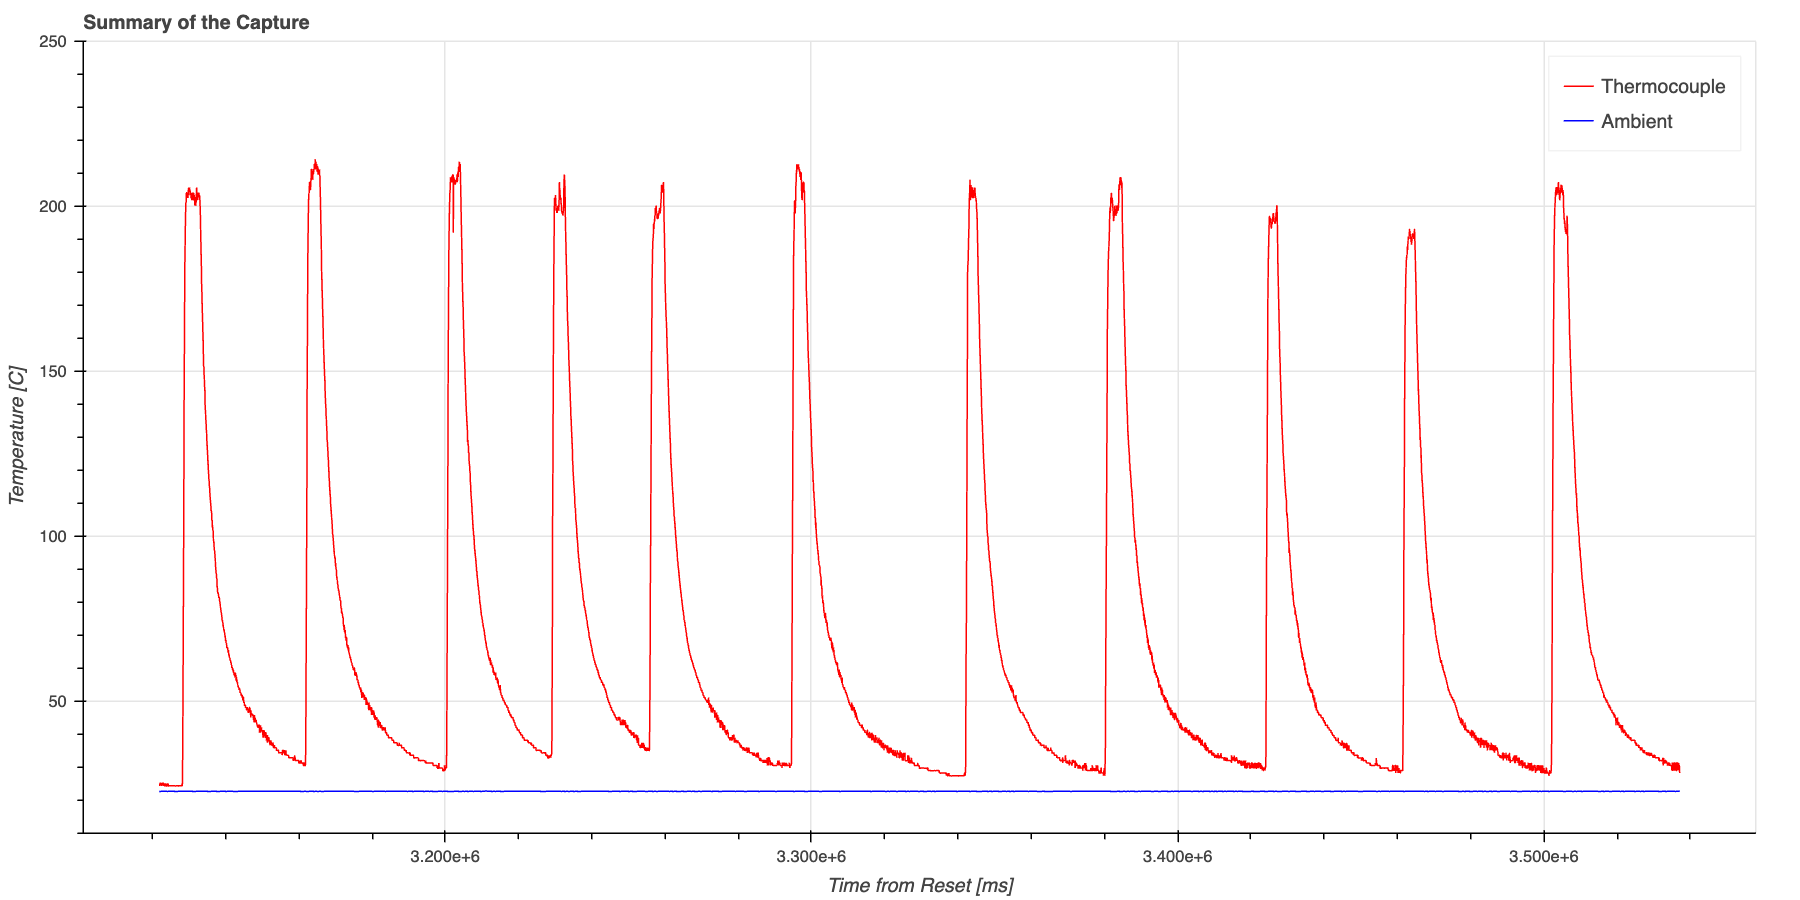 Summary of the Capture
250
200
150
100
50
Temperature [C]
Thermocouple
Ambient
3.200e+6 3.300e+6 3.400e+6 3.500e+6
Time from Reset [ms]